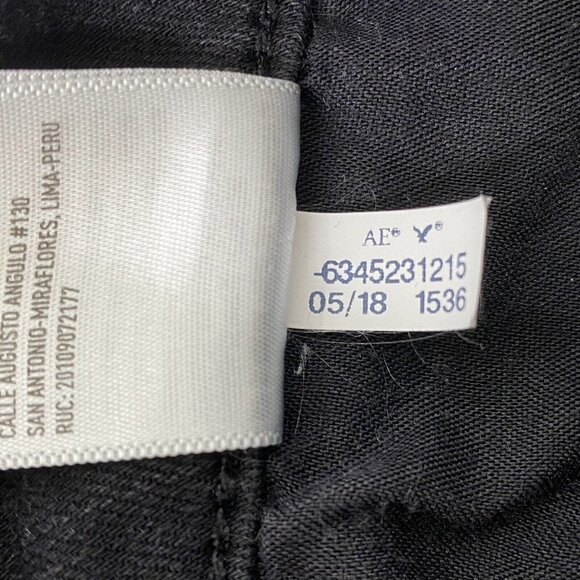 CALLE AUGUSTO ANGULO #130
SAN ANTONIO-MIRAFLORES, LIMA-PERU
RUC: 20109072177
AE® ®
-6345231215
05/18 1536